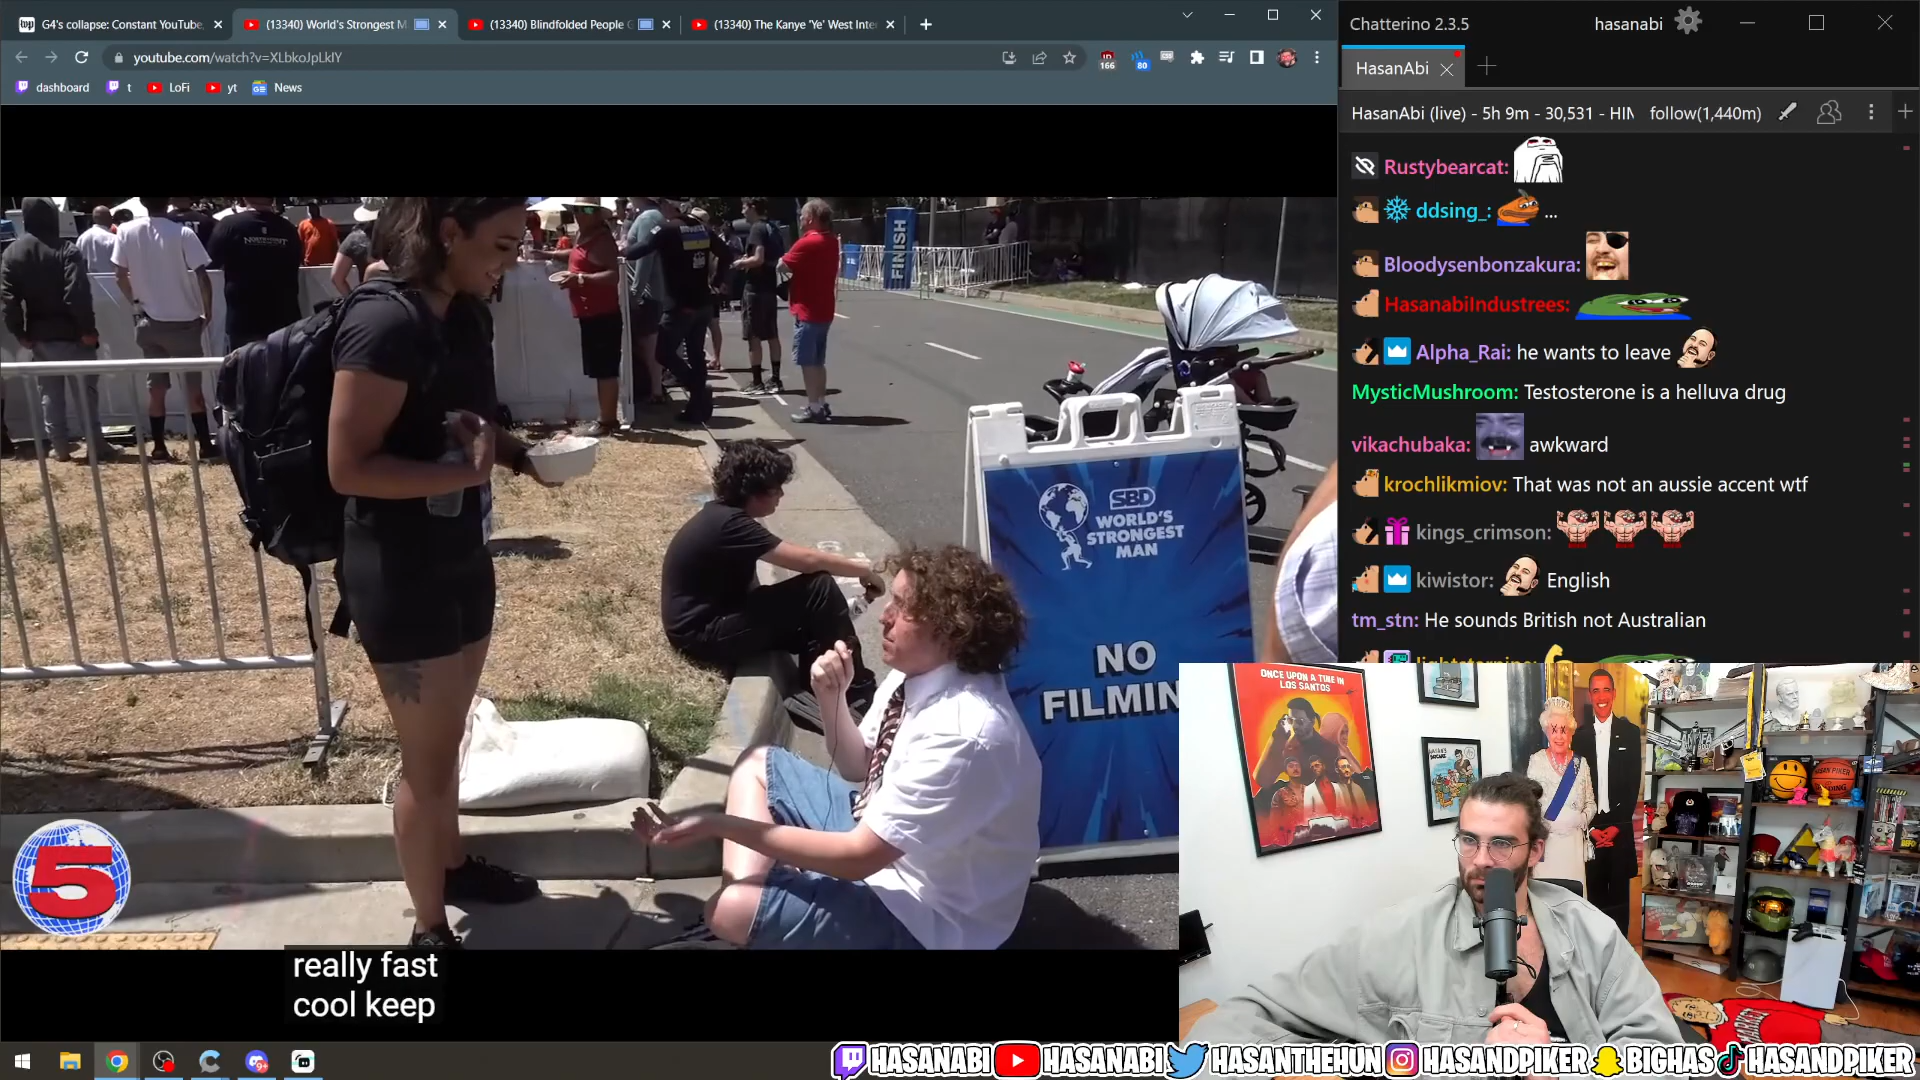 G4's collapse: Constant YouTube
(13340) World's Strongest M
(13340) Blindfolded People G
(13340) The Kanye 'Ye' West Inte
youtube.com/watch?v=XLbkoJpLklY
166
80
dashboard
t
LoFi
yt
News
FINISH
SBD
WORLD'S
STRONGEST
MAN
NO
FILMIN
5
really fast
cool keep
Chatterino 2.3.5
hasanabi
HasanAbi
HasanAbi (live) - 5h 9m - 30,531 - HIM
follow(1,440m)
Rustybearcat:
ddsing_: ...
Bloodysenbonzakura:
HasanabiIndustrees:
Alpha_Rai: he wants to leave
MysticMushroom: Testosterone is a helluva drug
vikachubaka: awkward
krochlikmiov: That was not an aussie accent wtf
kings_crimson:
kiwistor: English
tm_stn: He sounds British not Australian
ONCE UPON A TIME IN
LOS SANTOS
HASANABI
HASANABI
HASANTHEHUN
HASANDPIKER
BIGHAS
HASANDPIKER